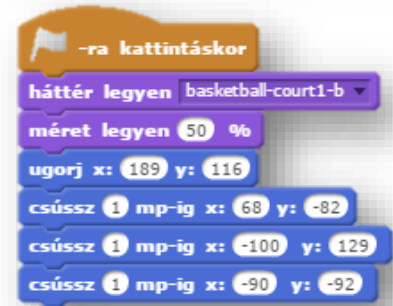 -ra kattintáskor
háttér legyen basketball-court1-b
méret legyen 50 %
ugorj x: 189 y: 116
csússz 1 mp-ig x: 68 y: -82
csússz 1 mp-ig x: -100 y: 129
csússz 1 mp-ig x: -90 y: -92